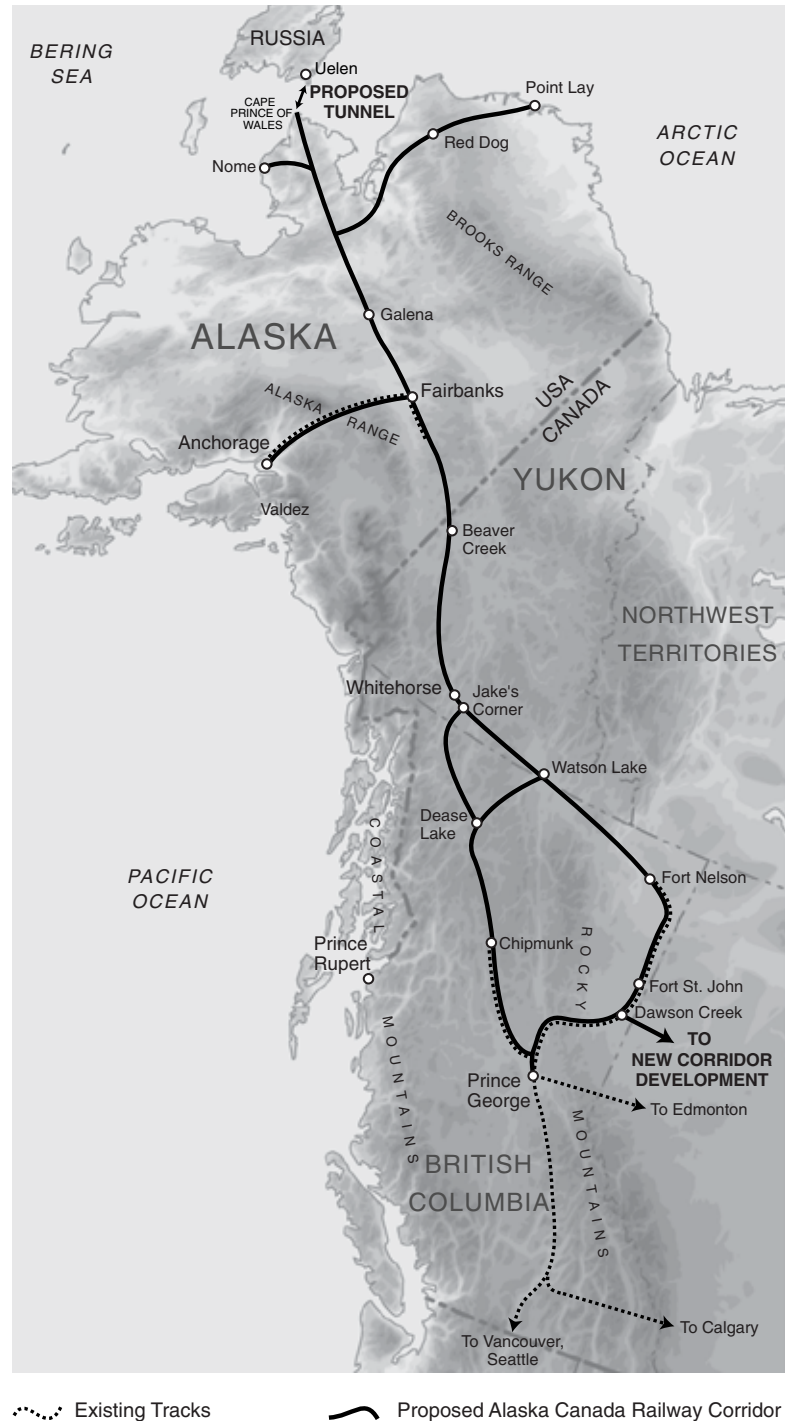 BERING
SEA
RUSSIA
Uelen
PROPOSED
TUNNEL
CAPE
PRINCE OF
WALES
Point Lay
Red Dog
ARCTIC
OCEAN
Nome
BROOKS RANGE
Galena
ALASKA
Fairbanks
USA
CANADA
ALASKA RANGE
Anchorage
YUKON
Valdez
Beaver
Creek
NORTHWEST
TERRITORIES
Whitehorse
Jake's
Corner
Watson Lake
Dease
Lake
PACIFIC
OCEAN
COASTAL
MOUNTAINS
Fort Nelson
Prince
Rupert
Chipmunk
ROCKY
MOUNTAINS
Fort St. John
Dawson Creek
TO
NEW CORRIDOR
DEVELOPMENT
Prince
George
To Edmonton
BRITISH
COLUMBIA
To Calgary
To Vancouver,
Seattle
Existing Tracks
Proposed Alaska Canada Railway Corridor